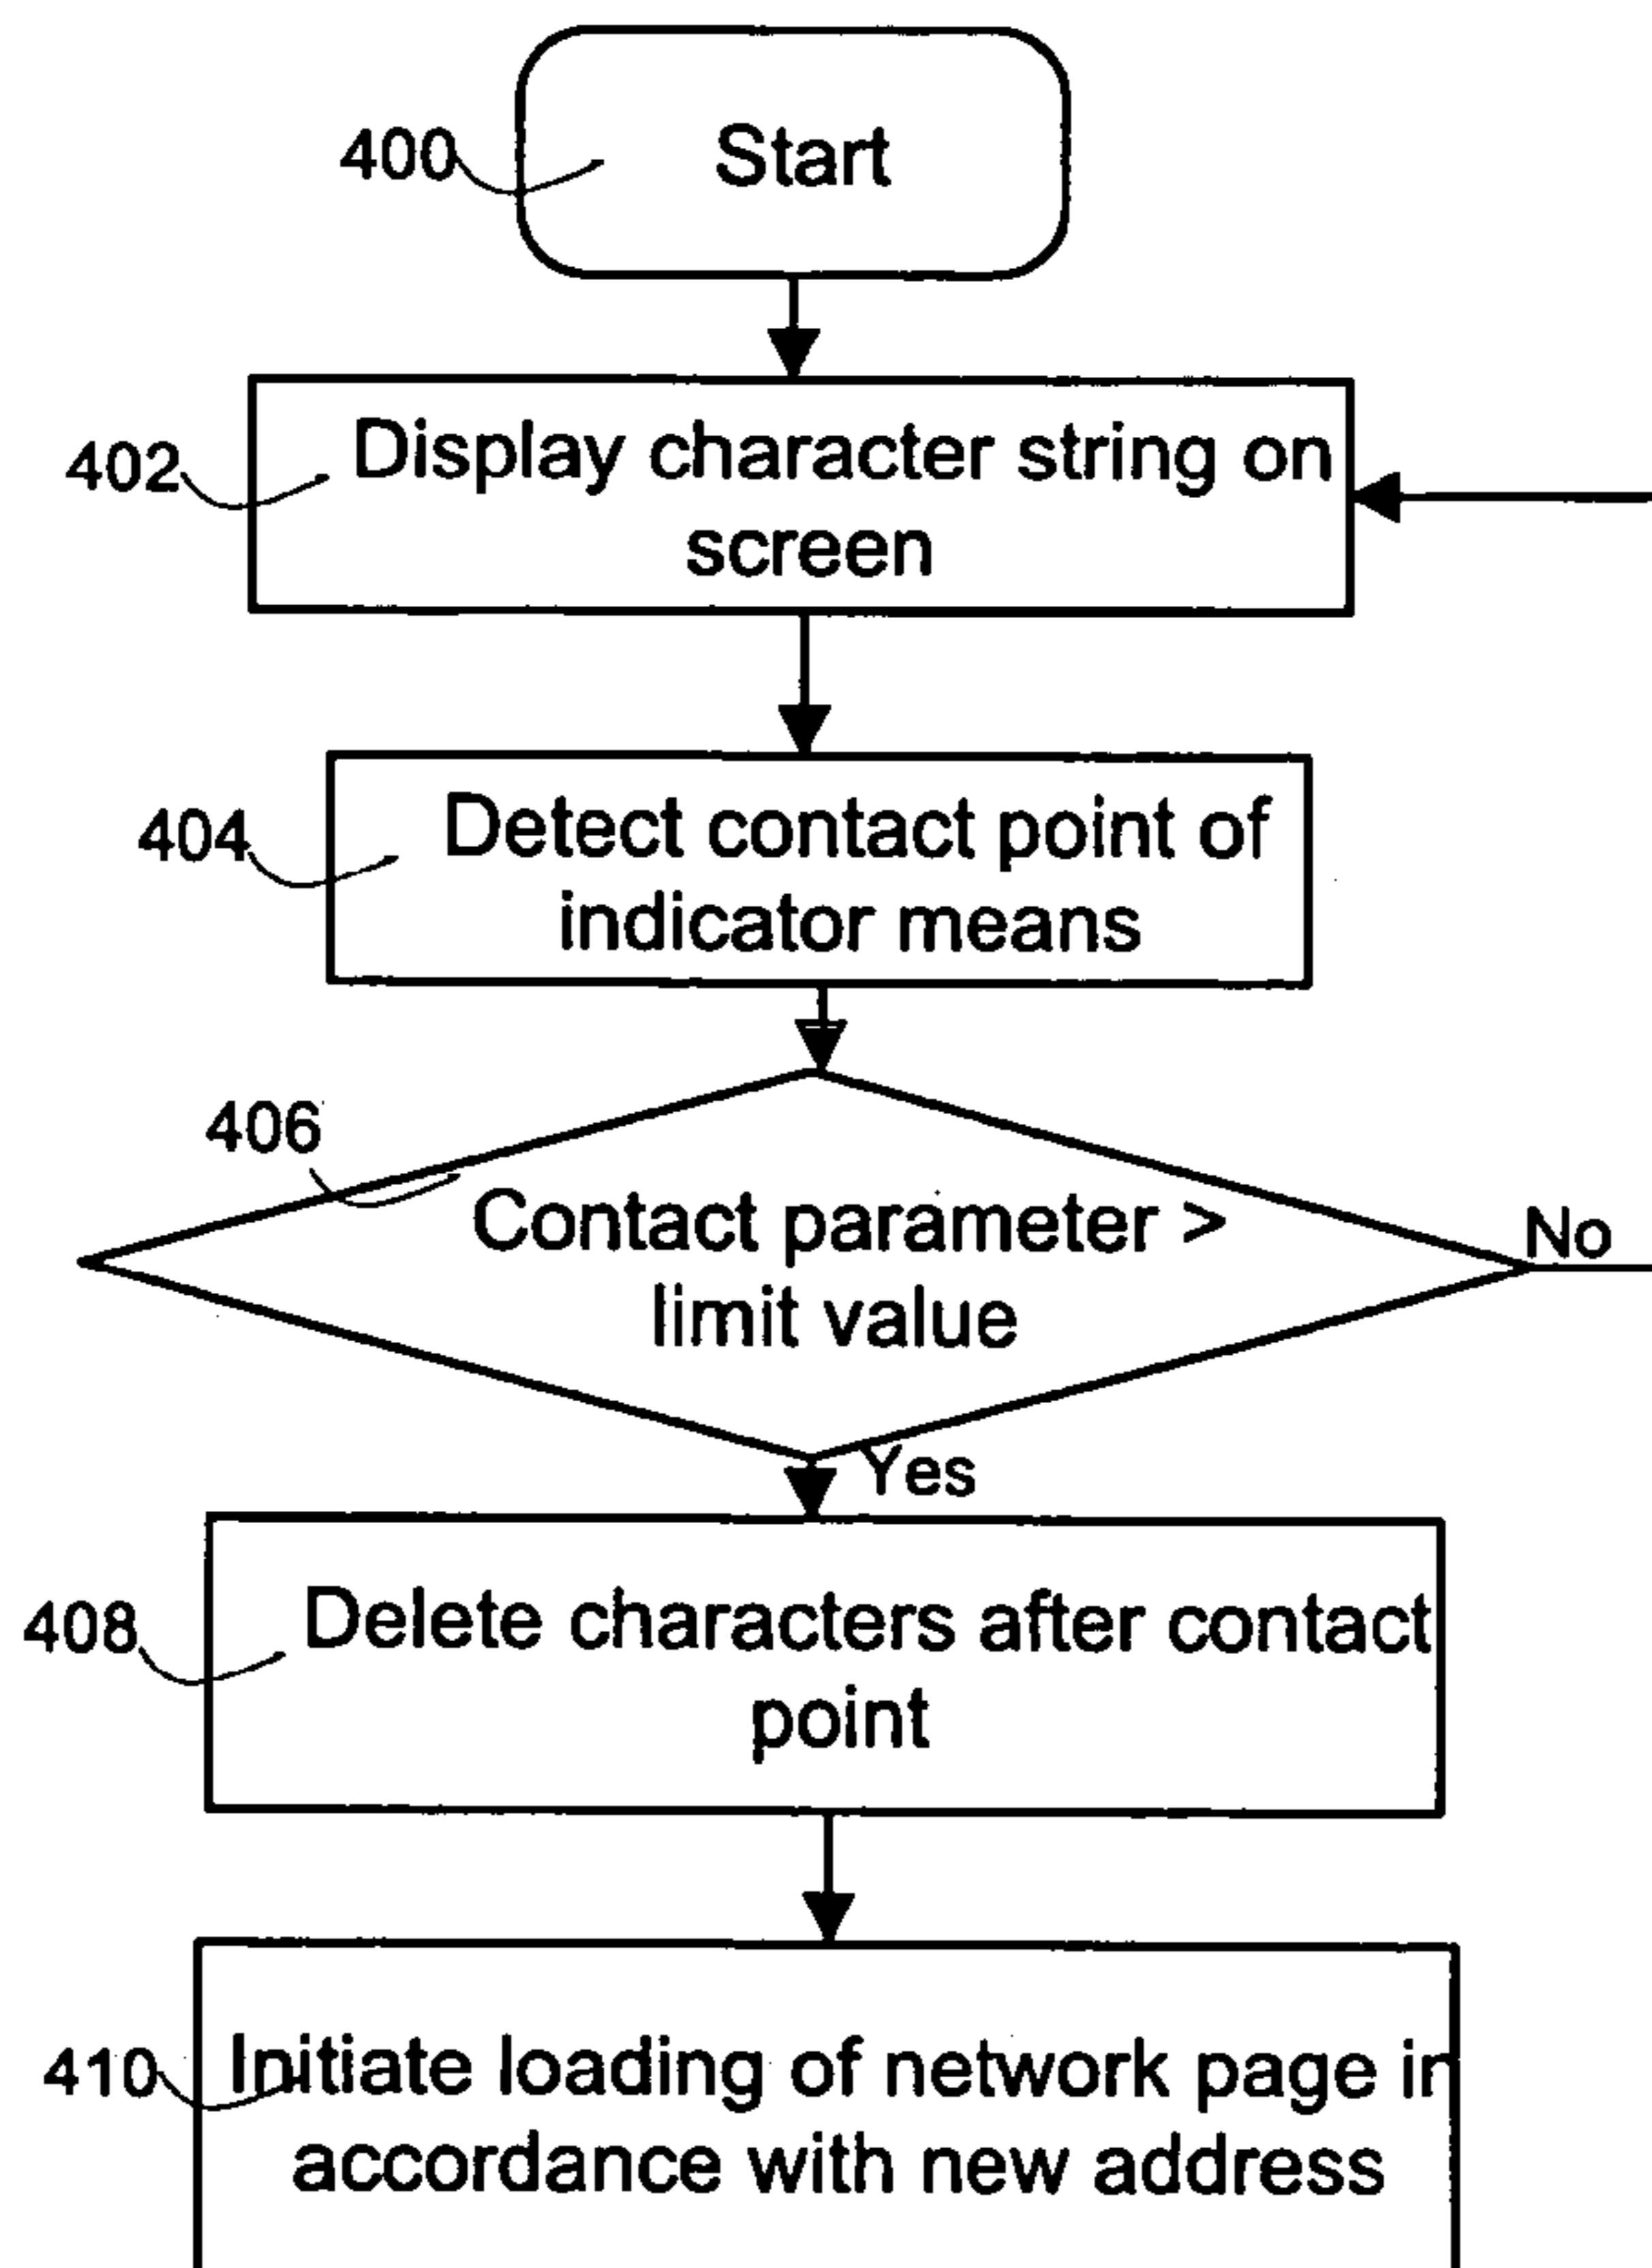 400
Start
402
Display character string on
screen
404
Detect contact point of
indicator means
406
Contact parameter >
limit value
No
Yes
408
Delete characters after contact
point
410
Initiate loading of network page in
accordance with new address